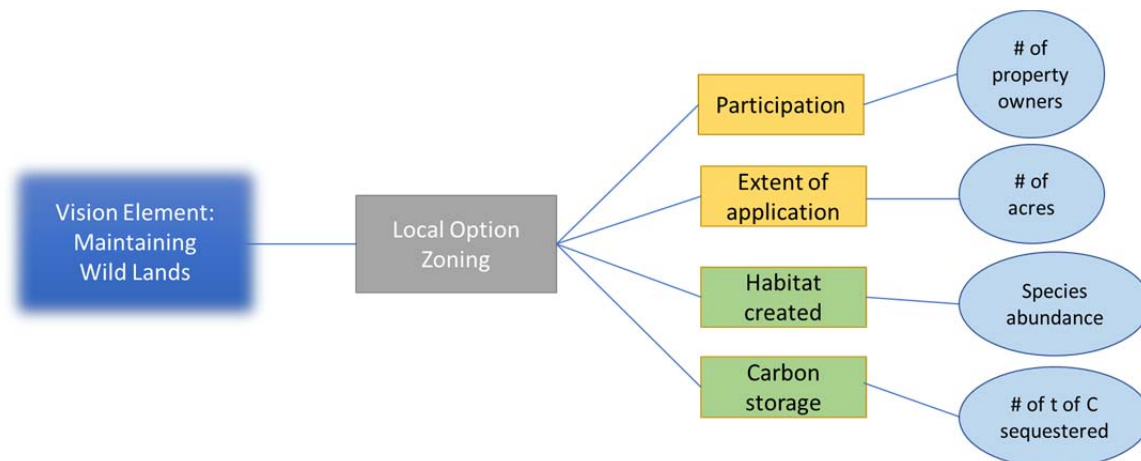 Vision Element:
Maintaining
Wild Lands
Local Option
Zoning
Participation
# of
property
owners
Extent of
application
# of
acres
Habitat
created
Species
abundance
Carbon
storage
# of t of C
sequestered